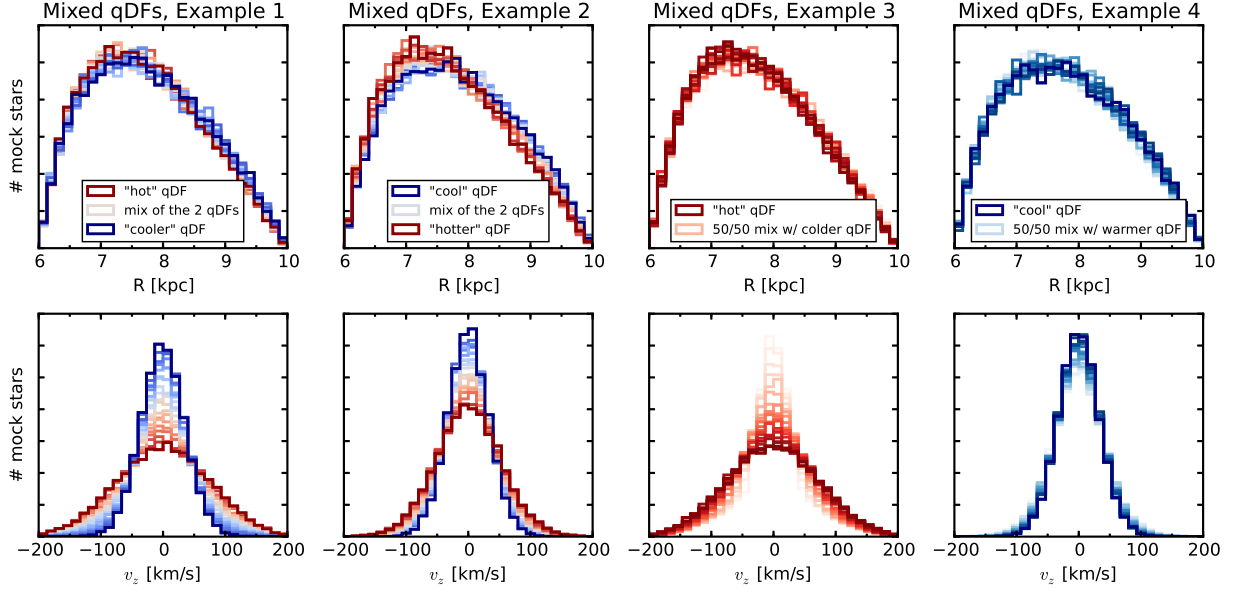 Mixed qDFs, Example 1
Mixed qDFs, Example 2
Mixed qDFs, Example 3
Mixed qDFs, Example 4
# mock stars
"hot" qDF
mix of the 2 qDFs
"cooler" qDF
"cool" qDF
mix of the 2 qDFs
"hotter" qDF
"hot" qDF
50/50 mix w/ colder qDF
"cool" qDF
50/50 mix w/ warmer qDF
6 7 8 9 10
6 7 8 9 10
6 7 8 9 10
6 7 8 9 10
R [kpc]
R [kpc]
R [kpc]
R [kpc]
# mock stars
−200 −100 0 100 200
−200 −100 0 100 200
−200 −100 0 100 200
−200 −100 0 100 200
v_z [km/s]
v_z [km/s]
v_z [km/s]
v_z [km/s]